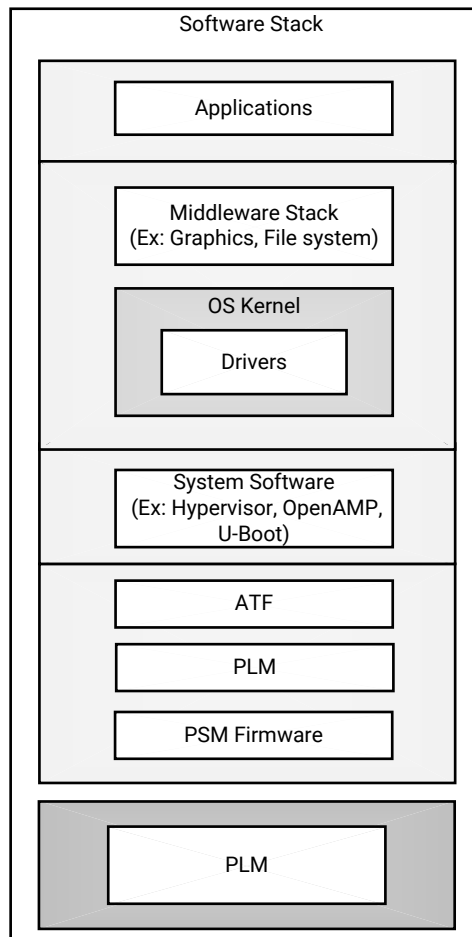 Software Stack
Applications
Middleware Stack
(Ex: Graphics, File system)
OS Kernel
Drivers
System Software
(Ex: Hypervisor, OpenAMP,
U-Boot)
ATF
PLM
PSM Firmware
PLM